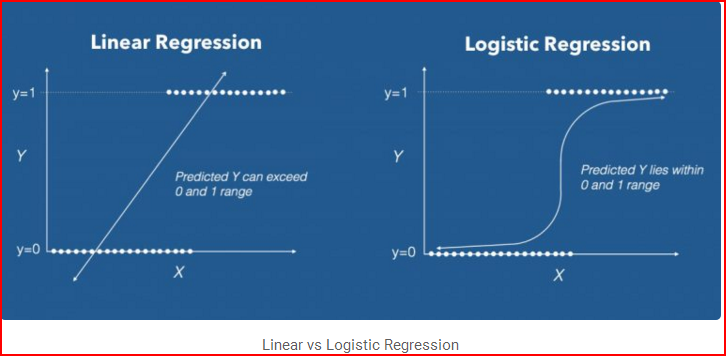 Linear Regression
y=1
Y
Predicted Y can exceed
0 and 1 range
y=0
X
Logistic Regression
y=1
Y
Predicted Y lies within
0 and 1 range
y=0
X
Linear vs Logistic Regression